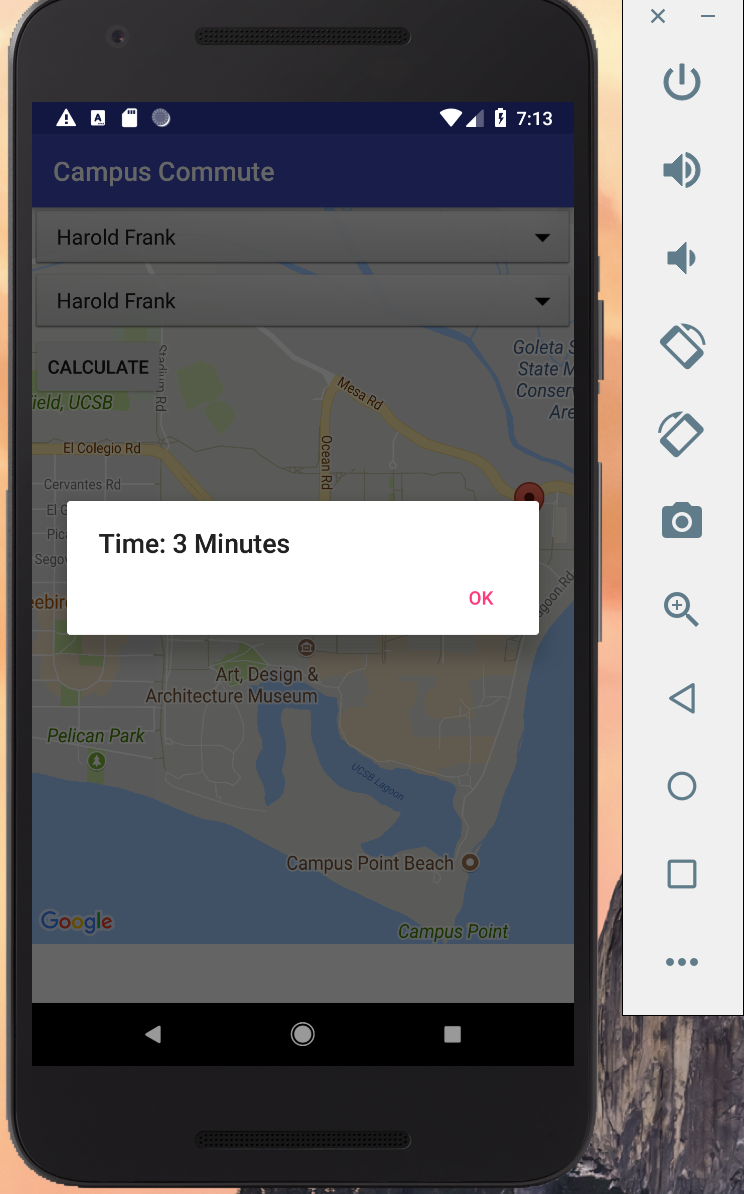 7:13
Campus Commute
Harold Frank
Harold Frank
CALCULATE
Stadium Rd
Goleta S
State M
Conser
Are
Mesa Rd
ield, UCSB
El Colegio Rd
Ocean Rd
Cervantes Rd
El G
Pic
Segov
eebir
Time: 3 Minutes
OK
goon Rd
Art, Design &
Architecture Museum
Pelican Park
UCSB Lagoon
Campus Point Beach
Google
Campus Point